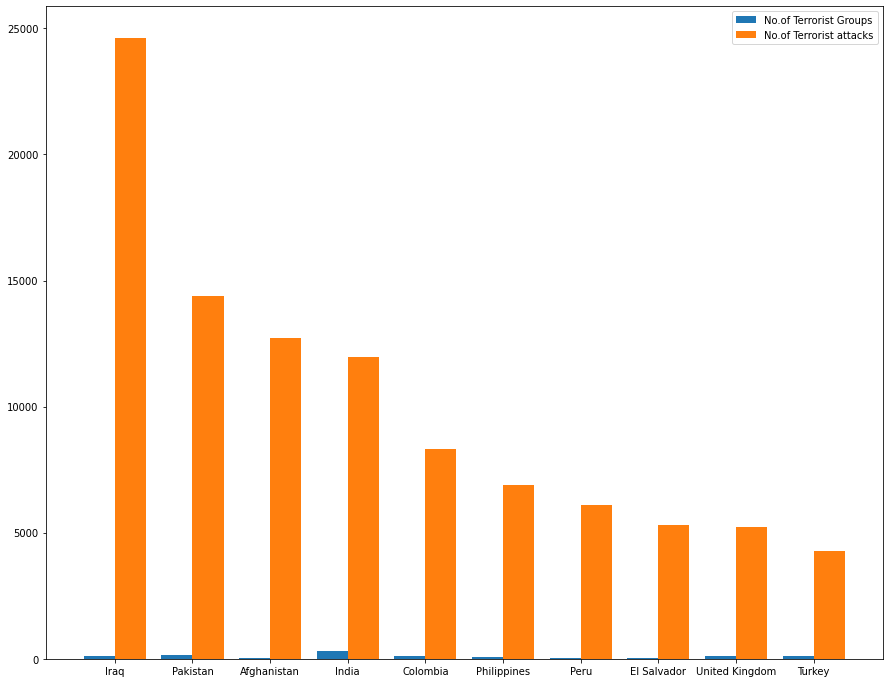 No.of Terrorist Groups
No.of Terrorist attacks
25000
20000
15000
10000
5000
0
Iraq Pakistan Afghanistan India Colombia Philippines Peru El Salvador United Kingdom Turkey